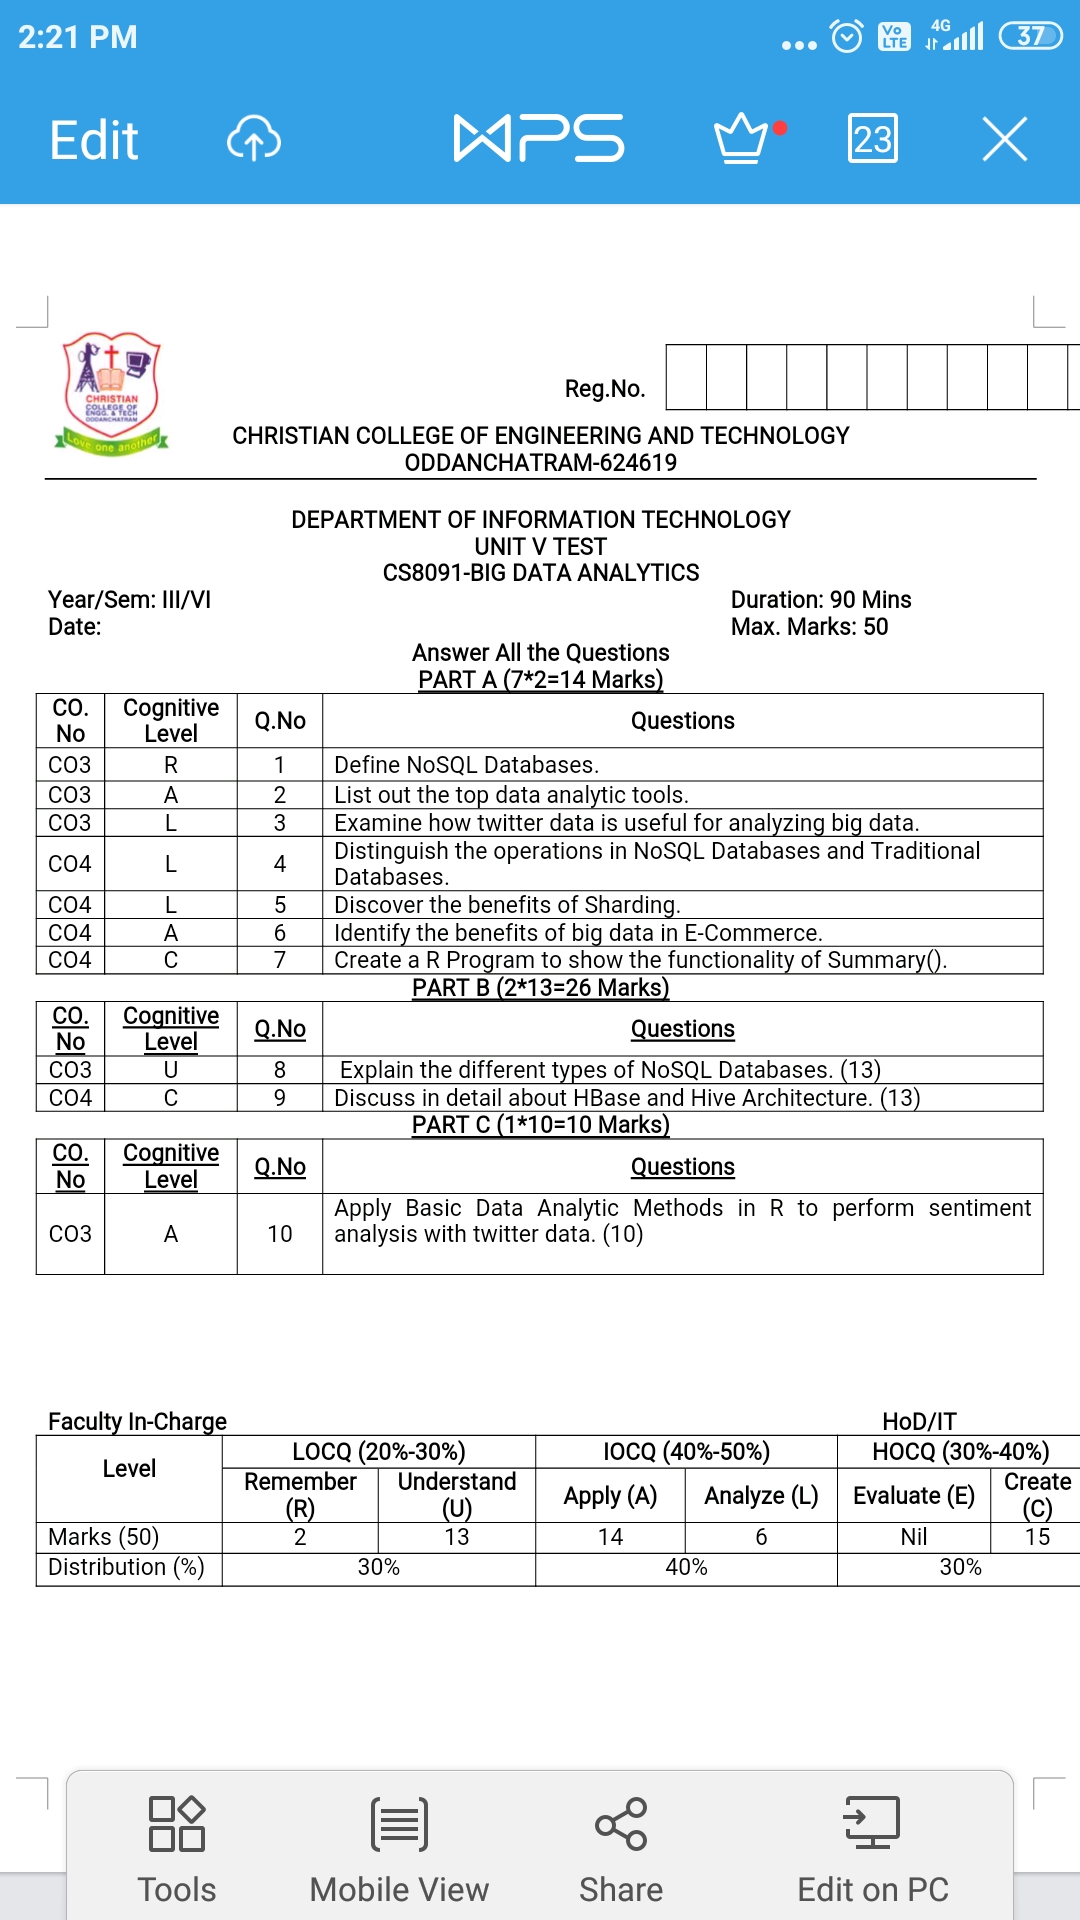 2:21 PM
Vo LTE 4G 37
Edit WPS 23
CHRISTIAN
COLLEGE OF
ENGG. & TECH
ODDANCHATRAM
Love one another
Reg.No.
CHRISTIAN COLLEGE OF ENGINEERING AND TECHNOLOGY
ODDANCHATRAM-624619
DEPARTMENT OF INFORMATION TECHNOLOGY
UNIT V TEST
CS8091-BIG DATA ANALYTICS
Year/Sem: III/VI Duration: 90 Mins
Date: Max. Marks: 50
Answer All the Questions
PART A (7*2=14 Marks)
CO. No Cognitive Level Q.No Questions
CO3 R 1 Define NoSQL Databases.
CO3 A 2 List out the top data analytic tools.
CO3 L 3 Examine how twitter data is useful for analyzing big data.
CO4 L 4 Distinguish the operations in NoSQL Databases and Traditional
Databases.
CO4 L 5 Discover the benefits of Sharding.
CO4 A 6 Identify the benefits of big data in E-Commerce.
CO4 C 7 Create a R Program to show the functionality of Summary().
PART B (2*13=26 Marks)
CO. No Cognitive Level Q.No Questions
CO3 U 8 Explain the different types of NoSQL Databases. (13)
CO4 C 9 Discuss in detail about HBase and Hive Architecture. (13)
PART C (1*10=10 Marks)
CO. No Cognitive Level Q.No Questions
CO3 A 10 Apply Basic Data Analytic Methods in R to perform sentiment
analysis with twitter data. (10)
Faculty In-Charge HoD/IT
Level LOCQ (20%-30%) IOCQ (40%-50%) HOCQ (30%-40%)
Remember (R) Understand (U) Apply (A) Analyze (L) Evaluate (E) Create (C)
Marks (50) 2 13 14 6 Nil 15
Distribution (%) 30% 40% 30%
Tools Mobile View Share Edit on PC